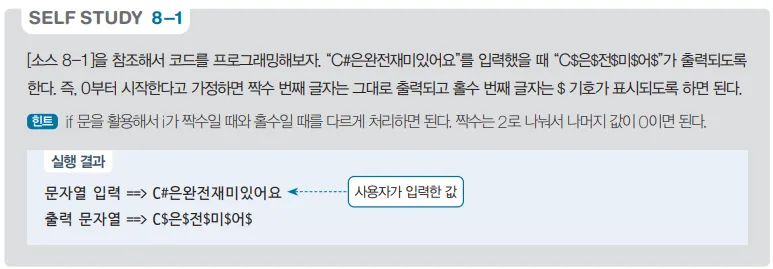 SELF STUDY 8-1
[소스 8-1]을 참조해서 코드를 프로그래밍해보자. “C#은완전재미있어요”를 입력했을 때 “C$은$전$미$어$”가 출력되도록
한다. 즉, 0부터 시작한다고 가정하면 짝수 번째 글자는 그대로 출력되고 홀수 번째 글자는 $ 기호가 표시되도록 하면 된다.
힌트 if 문을 활용해서 i가 짝수일 때와 홀수일 때를 다르게 처리하면 된다. 짝수는 2로 나눠서 나머지 값이 0이면 된다.
실행 결과
문자열 입력 ==> C#은완전재미있어요 사용자가 입력한 값
출력 문자열 ==> C$은$전$미$어$